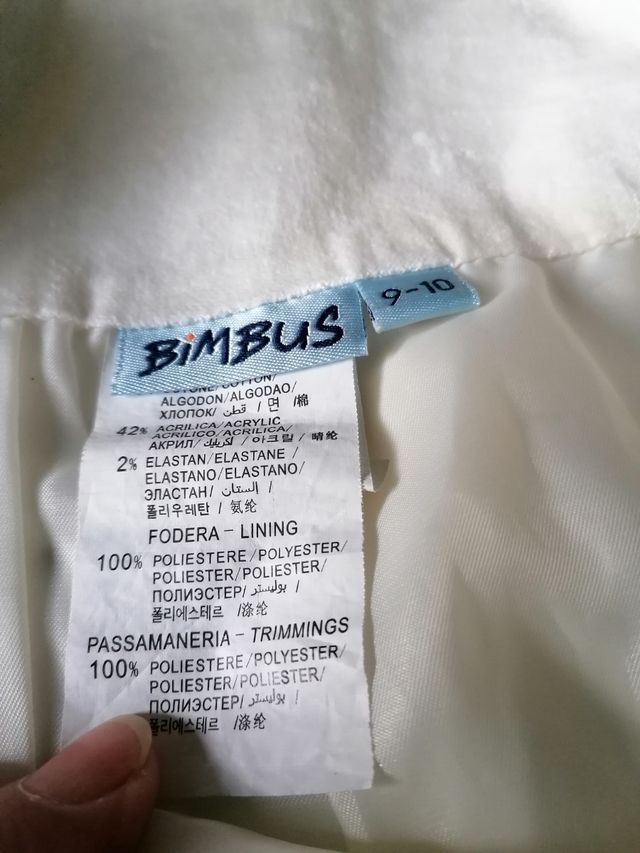 BiMBUS
9-10
COTTON/
ALGODON/ALGODAO/
ХЛОПОК/ قطن / 면 /棉
42% ACRILICA/ACRYLIC
ACRILICO/ACRILICA/
АКРИЛ/ اكريليك /아크릴 /晴纶
2% ELASTAN/ELASTANE/
ELASTANO/ELASTANO/
ЭЛАСТАН/ الستان /
폴리우레탄 / 氨纶
FODERA - LINING
100% POLIESTERE/POLYESTER/
POLIESTER/POLIESTER/
ПОЛИЭСТЕР/ بوليستر /
폴리에스테르 /涤纶
PASSAMANERIA - TRIMMINGS
100% POLIESTERE/POLYESTER/
POLIESTER/POLIESTER/
ПОЛИЭСТЕР/ بوليستر /
폴리에스테르 /涤纶